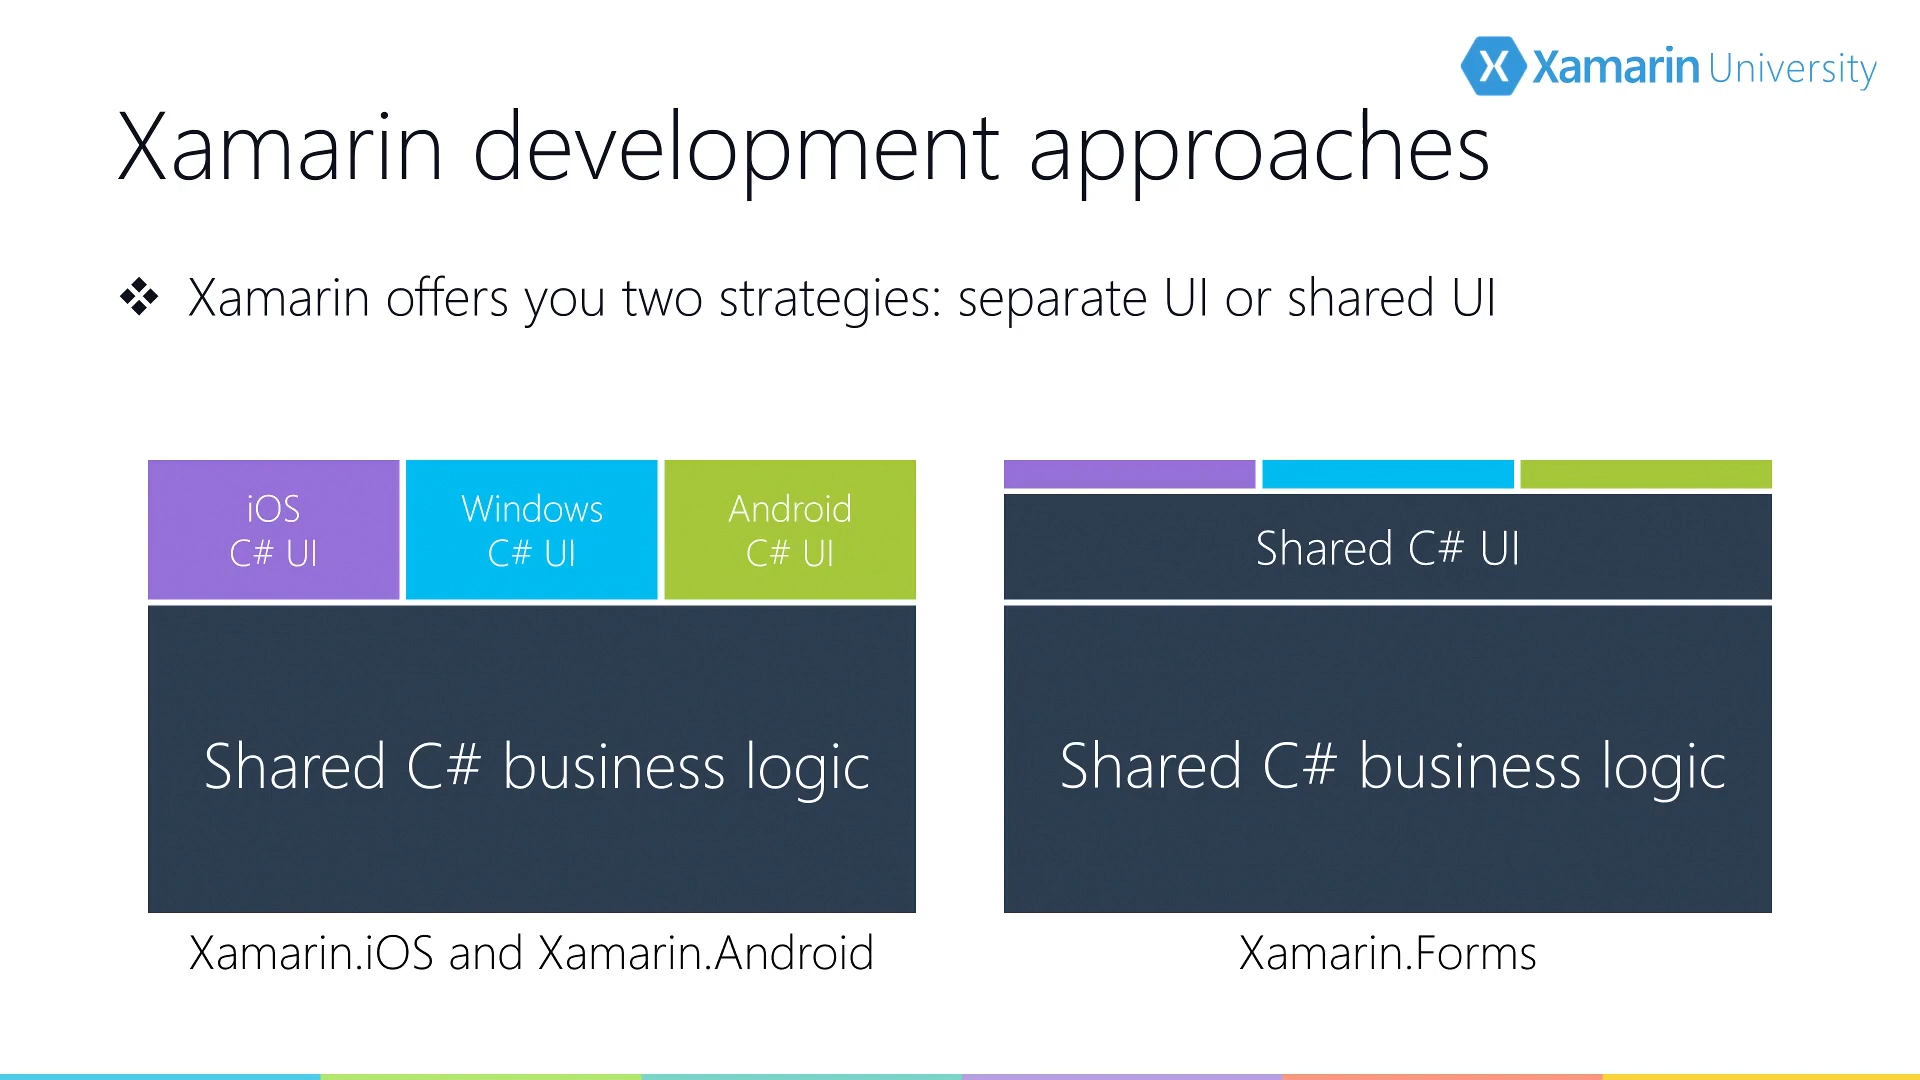 Xamarin University
Xamarin development approaches
❖ Xamarin offers you two strategies: separate UI or shared UI
iOS
C# UI
Windows
C# UI
Android
C# UI
Shared C# business logic
Xamarin.iOS and Xamarin.Android
Shared C# UI
Shared C# business logic
Xamarin.Forms